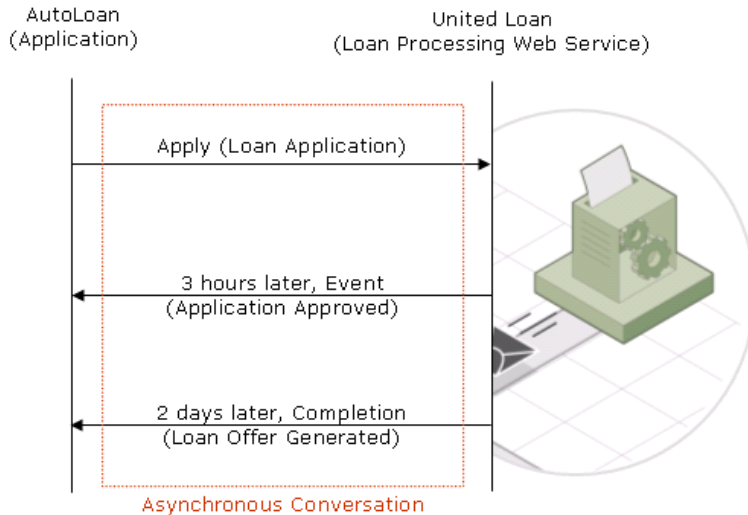 AutoLoan
(Application)
United Loan
(Loan Processing Web Service)
Apply (Loan Application)
3 hours later, Event
(Application Approved)
2 days later, Completion
(Loan Offer Generated)
Asynchronous Conversation